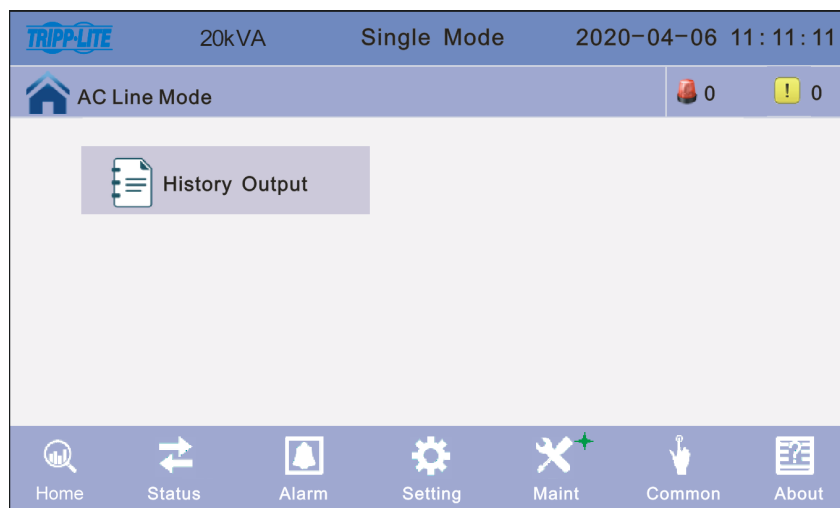 TRIPP·LITE 20kVA Single Mode 2020-04-06 11:11:11
AC Line Mode 0 ! 0
History Output
Home Status Alarm Setting Maint Common About